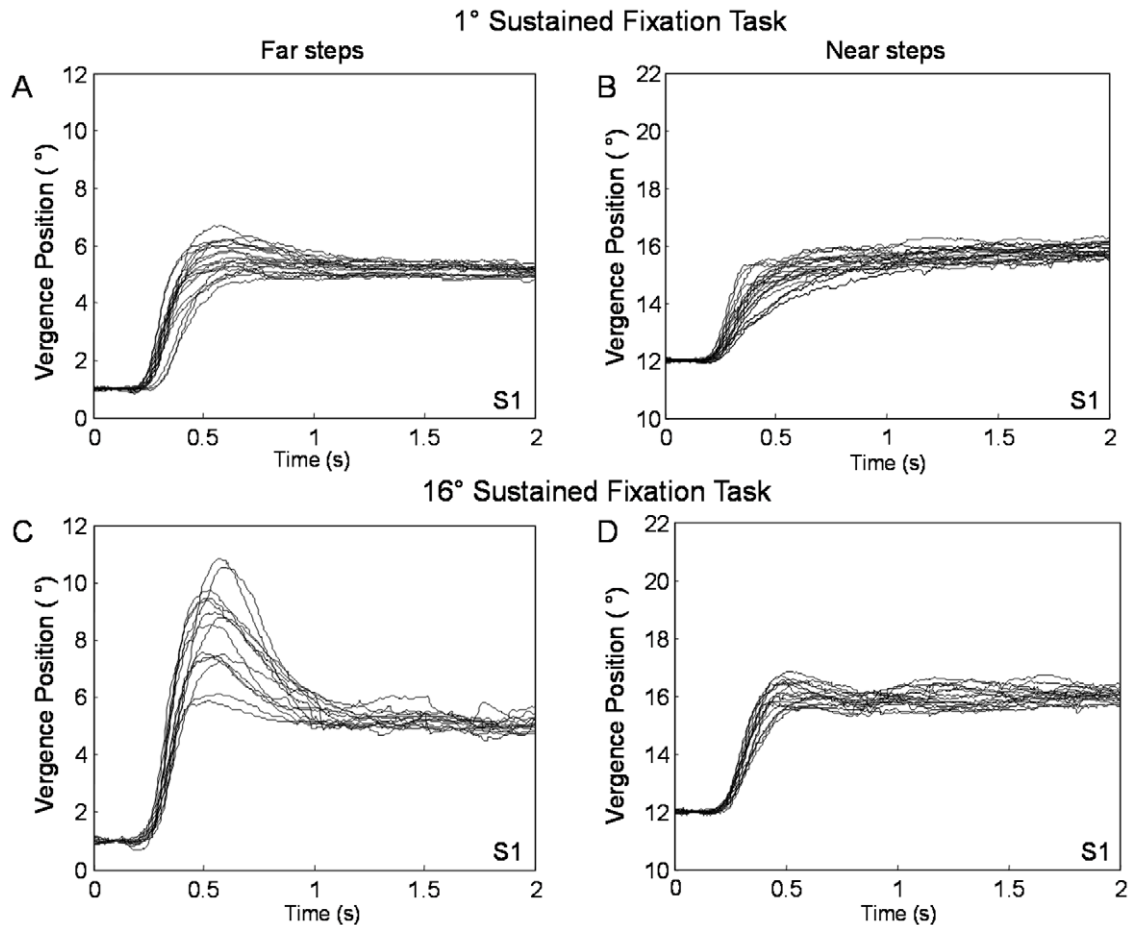 1° Sustained Fixation Task
Far steps
Near steps
A
12
10
8
6
4
2
0
Vergence Position ( °)
S1
0 0.5 1 1.5 2
Time (s)
B
22
20
18
16
14
12
10
Vergence Position ( °)
S1
0 0.5 1 1.5 2
Time (s)
16° Sustained Fixation Task
C
12
10
8
6
4
2
0
Vergence Position ( °)
S1
0 0.5 1 1.5 2
Time (s)
D
22
20
18
16
14
12
10
Vergence Position ( °)
S1
0 0.5 1 1.5 2
Time (s)